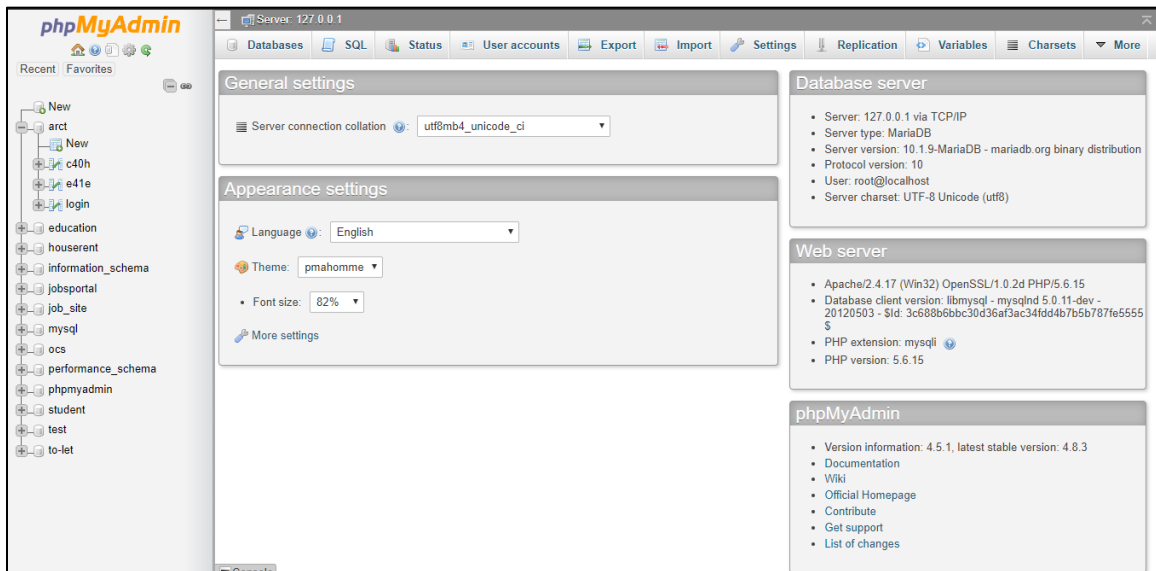 phpMyAdmin
Recent Favorites
New
arct
New
c40h
e41e
login
education
houserent
information_schema
jobsportal
job_site
mysql
ocs
performance_schema
phpmyadmin
student
test
to-let
Server: 127.0.0.1
Databases SQL Status User accounts Export Import Settings Replication Variables Charsets More
General settings
Server connection collation : utf8mb4_unicode_ci
Appearance settings
Language : English
Theme: pmahomme
Font size: 82%
More settings
Database server
Server: 127.0.0.1 via TCP/IP
Server type: MariaDB
Server version: 10.1.9-MariaDB - mariadb.org binary distribution
Protocol version: 10
User: root@localhost
Server charset: UTF-8 Unicode (utf8)
Web server
Apache/2.4.17 (Win32) OpenSSL/1.0.2d PHP/5.6.15
Database client version: libmysql - mysqlnd 5.0.11-dev -
20120503 - $Id: 3c688b6bbc30d36af3ac34fdd4b7b5b787fe5555
$
PHP extension: mysqli
PHP version: 5.6.15
phpMyAdmin
Version information: 4.5.1, latest stable version: 4.8.3
Documentation
Wiki
Official Homepage
Contribute
Get support
List of changes
Console